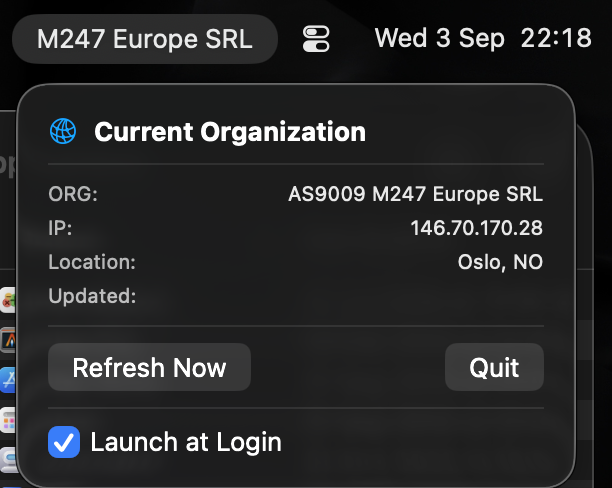 M247 Europe SRL Wed 3 Sep 22:18
Current Organization
ORG: AS9009 M247 Europe SRL
IP: 146.70.170.28
Location: Oslo, NO
Updated:
Refresh Now Quit
Launch at Login